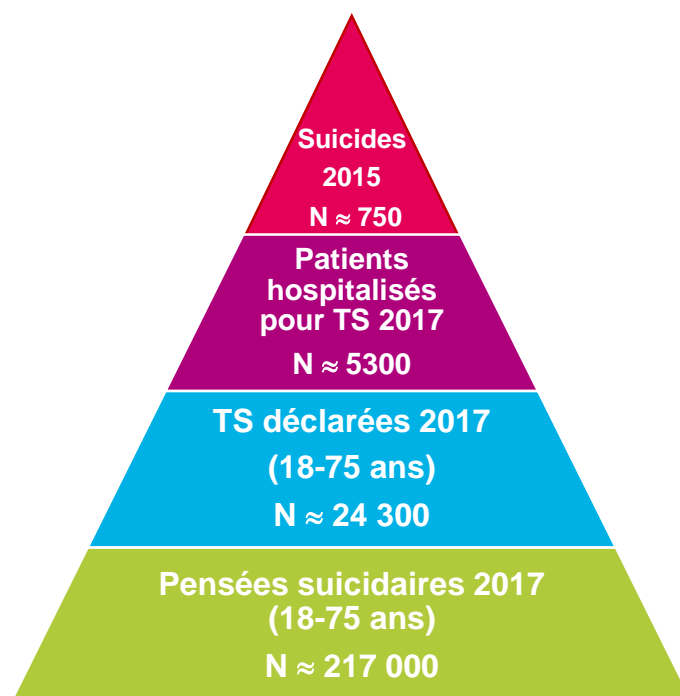 Suicides
2015
N ≈ 750
Patients
hospitalisés
pour TS 2017
N ≈ 5300
TS déclarées 2017
(18-75 ans)
N ≈ 24 300
Pensées suicidaires 2017
(18-75 ans)
N ≈ 217 000